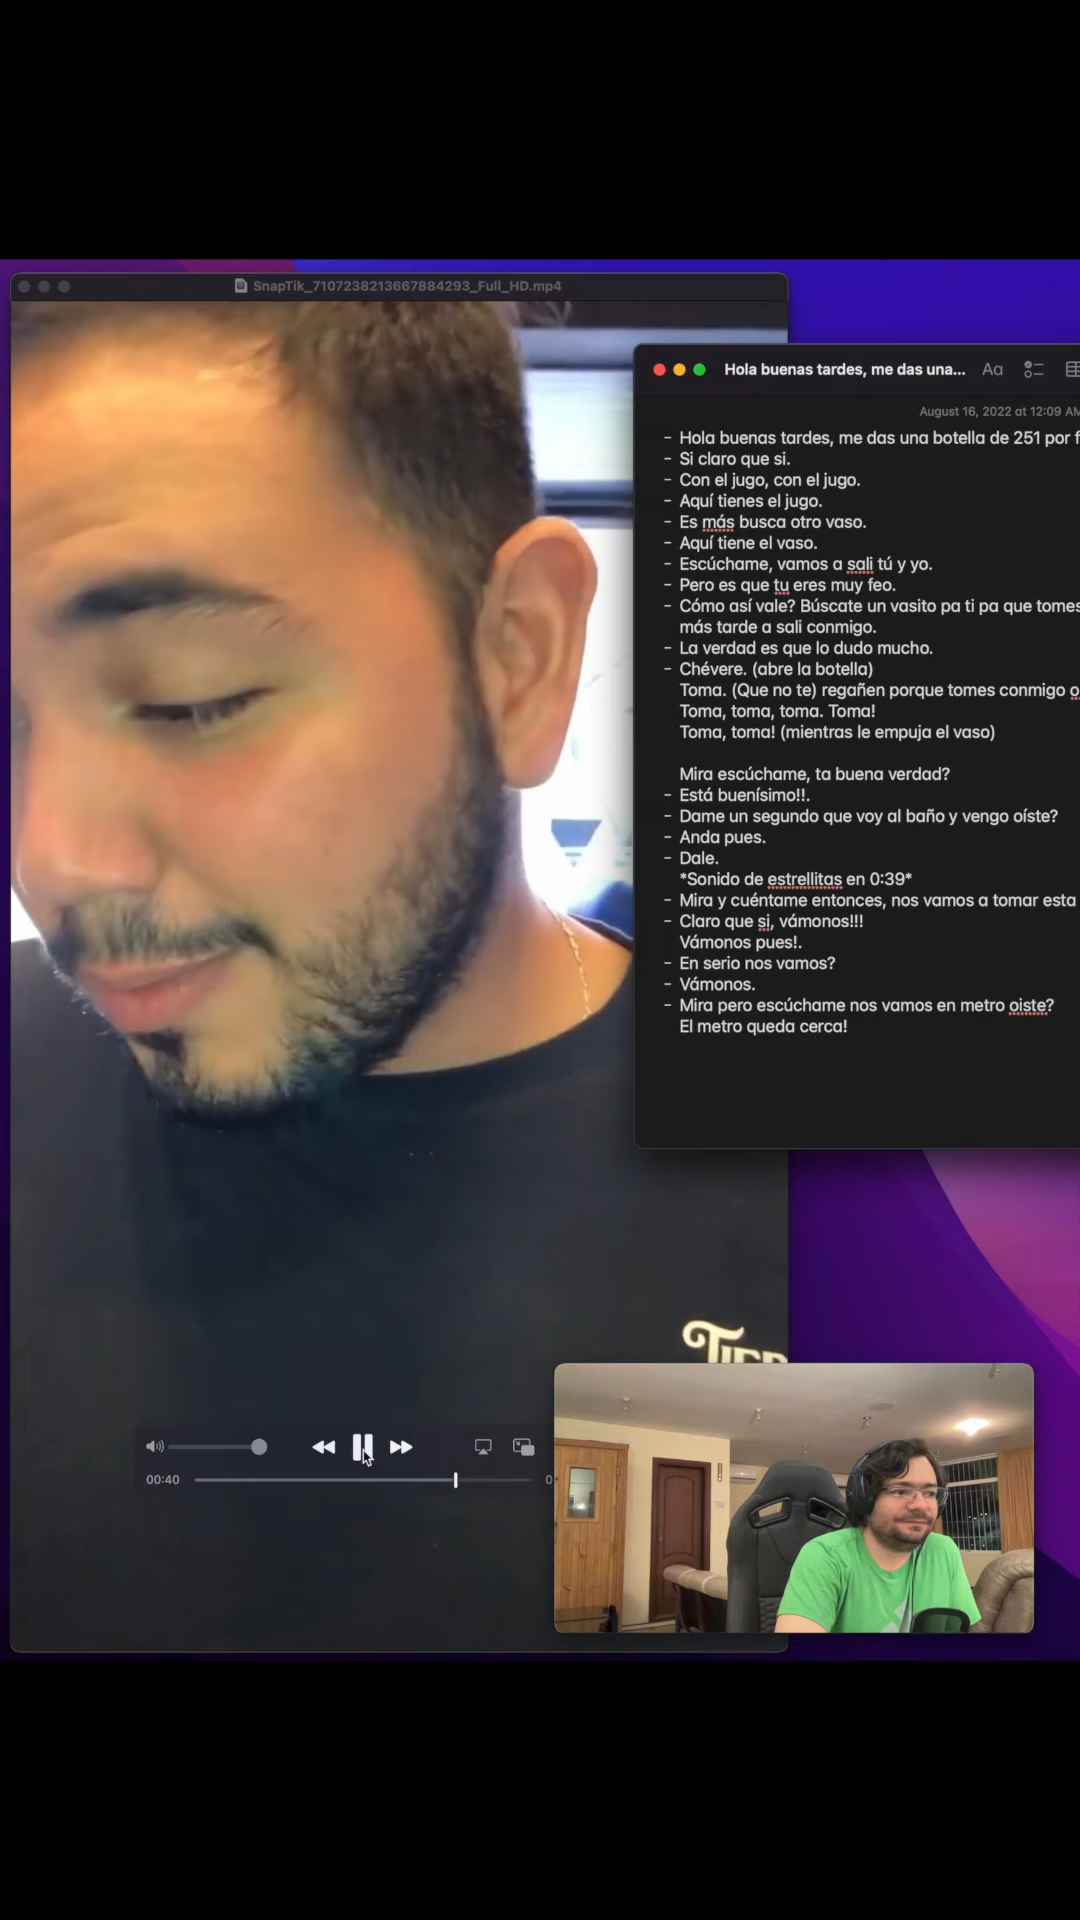 SnapTik_7107238213667884293_Full_HD.mp4
Hola buenas tardes, me das una...
Aa
August 16, 2022 at 12:09 AM
- Hola buenas tardes, me das una botella de 251 por f
- Si claro que si.
- Con el jugo, con el jugo.
- Aquí tienes el jugo.
- Es más busca otro vaso.
- Aquí tiene el vaso.
- Escúchame, vamos a sali tú y yo.
- Pero es que tu eres muy feo.
- Cómo así vale? Búscate un vasito pa ti pa que tomes
más tarde a sali conmigo.
- La verdad es que lo dudo mucho.
- Chévere. (abre la botella)
Toma. (Que no te) regañen porque tomes conmigo o
Toma, toma, toma. Toma!
Toma, toma! (mientras le empuja el vaso)
Mira escúchame, ta buena verdad?
- Está buenísimo!!.
- Dame un segundo que voy al baño y vengo oíste?
- Anda pues.
- Dale.
*Sonido de estrellitas en 0:39*
- Mira y cuéntame entonces, nos vamos a tomar esta
- Claro que si, vámonos!!!
Vámonos pues!.
- En serio nos vamos?
- Vámonos.
- Mira pero escúchame nos vamos en metro oiste?
El metro queda cerca!
00:40